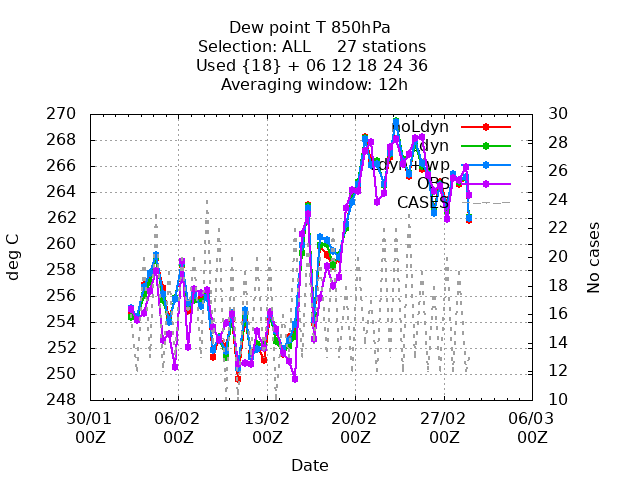 Dew point T 850hPa
Selection: ALL 27 stations
Used {18} + 06 12 18 24 36
Averaging window: 12h
270
268
266
264
262
260
258
256
254
252
250
248
30
28
26
24
22
20
18
16
14
12
10
deg C
No cases
noLdyn
Ldyn
OBS
CASES
30/01 06/02 13/02 20/02 27/02 06/03
00Z 00Z 00Z 00Z 00Z 00Z
Date